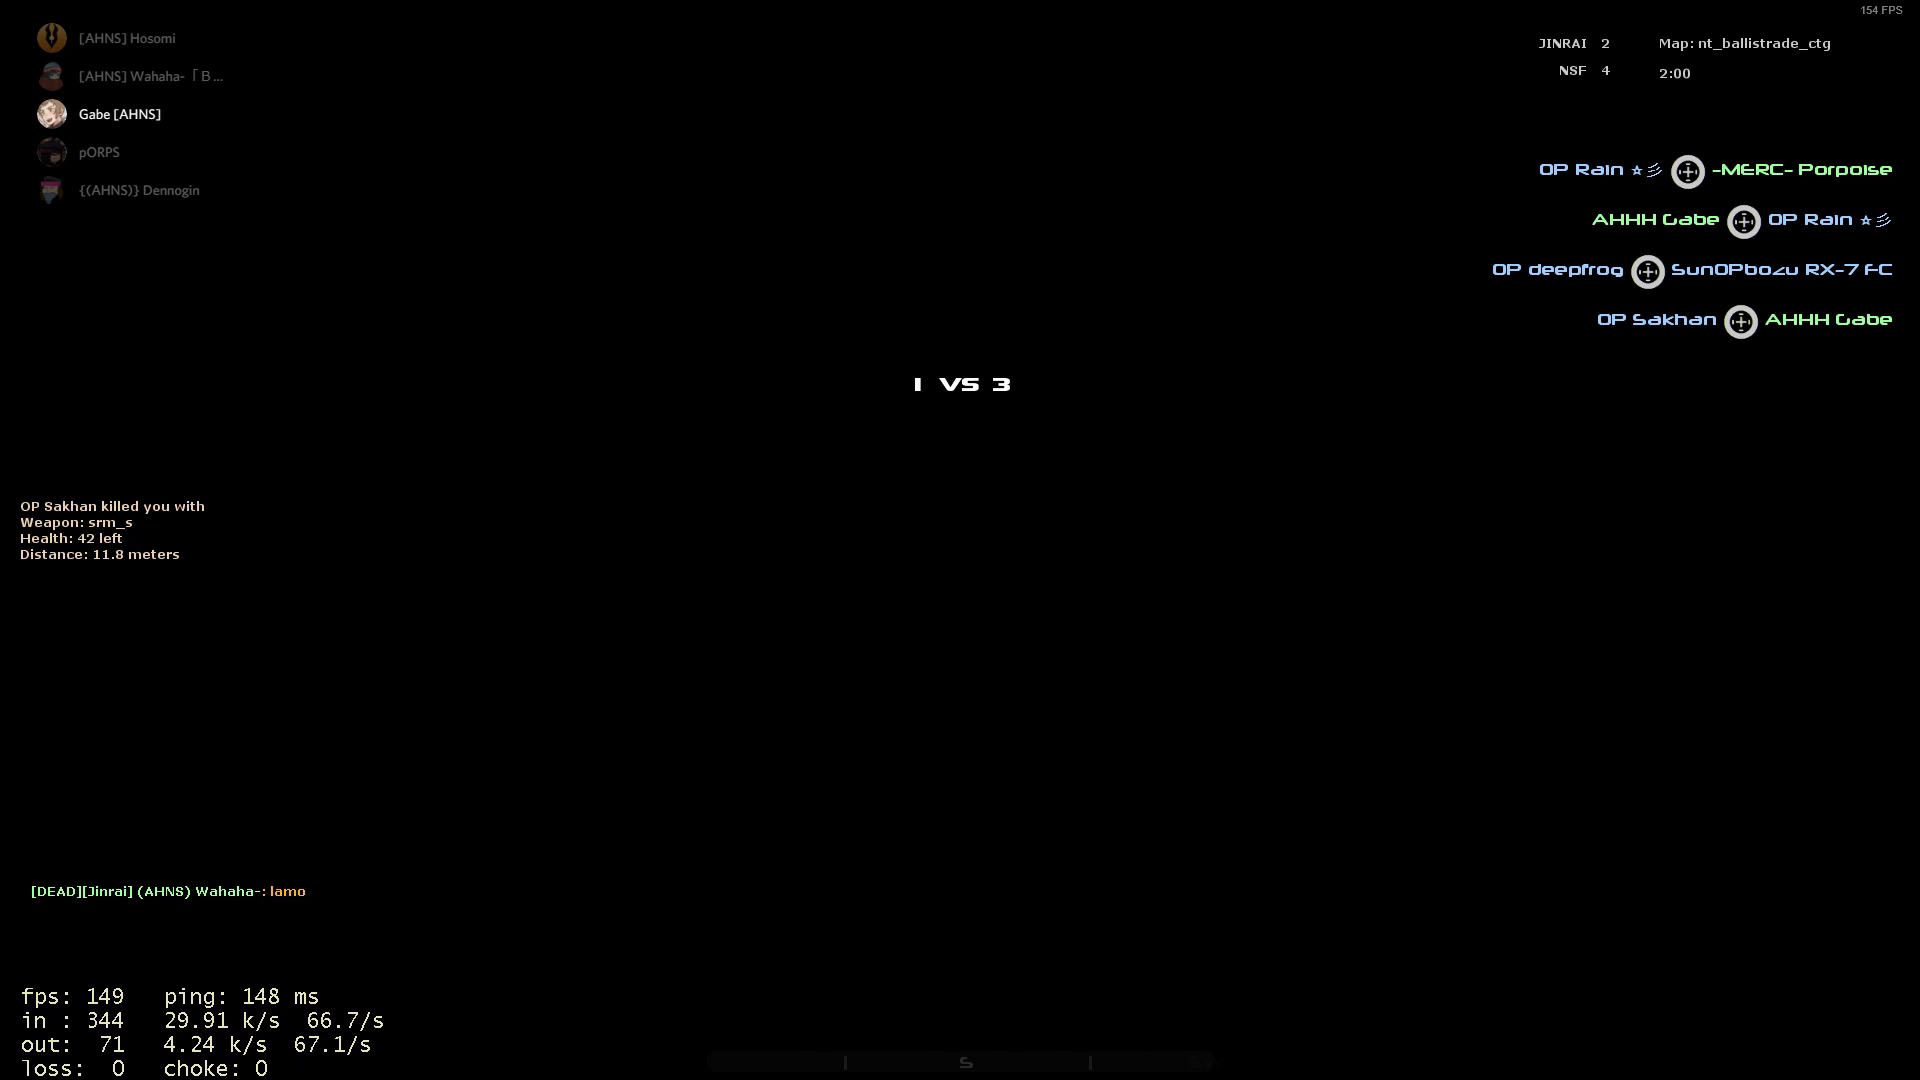 154 FPS
[AHNS] Hosomi
[AHNS] Wahaha-「B...
Gabe [AHNS]
pORPS
{(AHNS)} Dennogin
JINRAI 2
NSF 4
Map: nt_ballistrade_ctg
2:00
OP Rain ☆彡 -MERC- Porpoise
AHHH Gabe OP Rain ☆彡
OP deepfrog SunOPbozu RX-7 FC
OP Sakhan AHHH Gabe
1 VS 3
OP Sakhan killed you with
Weapon: srm_s
Health: 42 left
Distance: 11.8 meters
[DEAD][Jinrai] (AHNS) Wahaha-: lamo
fps: 149 ping: 148 ms
in : 344 29.91 k/s 66.7/s
out: 71 4.24 k/s 67.1/s
loss: 0 choke: 0
| S |